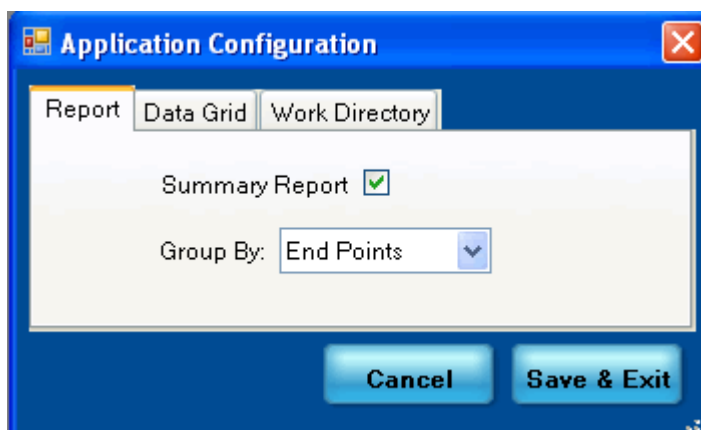 Application Configuration
Report Data Grid Work Directory
Summary Report
Group By: End Points
Cancel Save & Exit